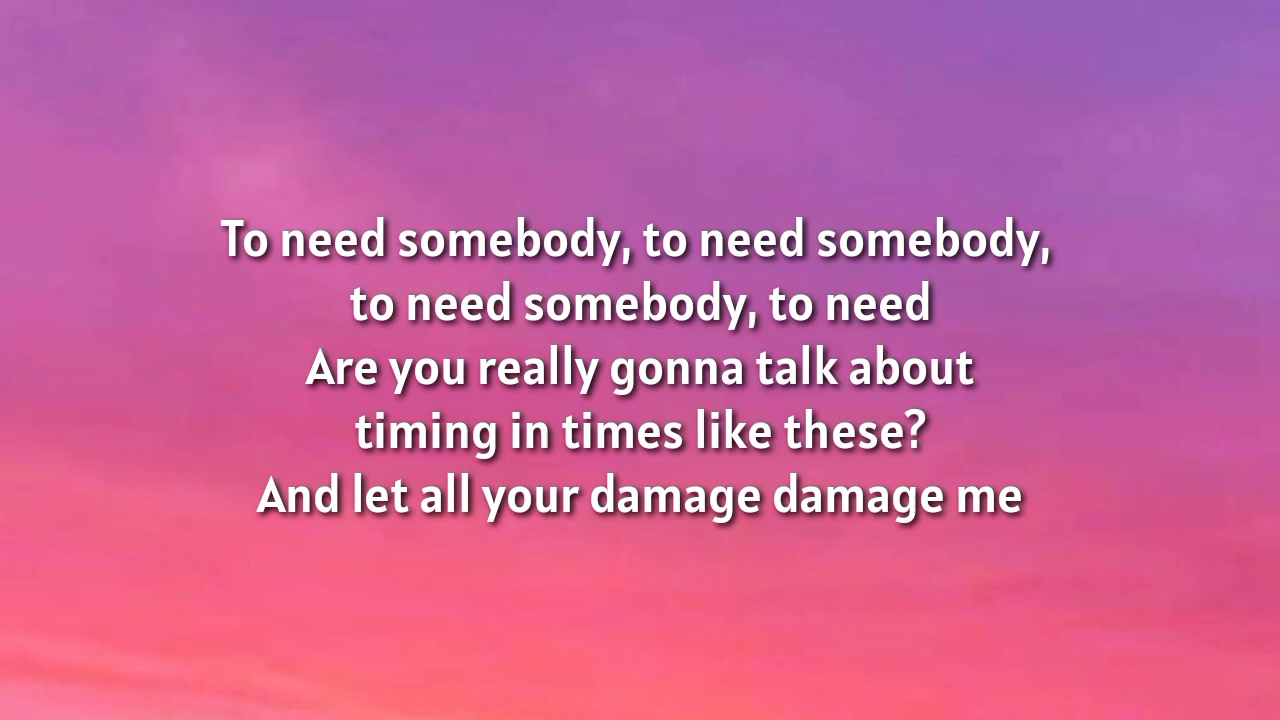 To need somebody, to need somebody,
to need somebody, to need
Are you really gonna talk about
timing in times like these?
And let all your damage damage me